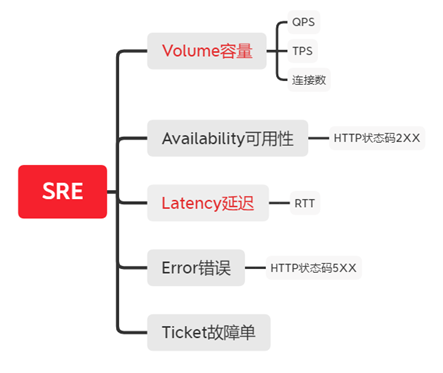 SRE
Volume容量
QPS
TPS
连接数
Availability可用性
HTTP状态码2XX
Latency延迟
RTT
Error错误
HTTP状态码5XX
Ticket故障单